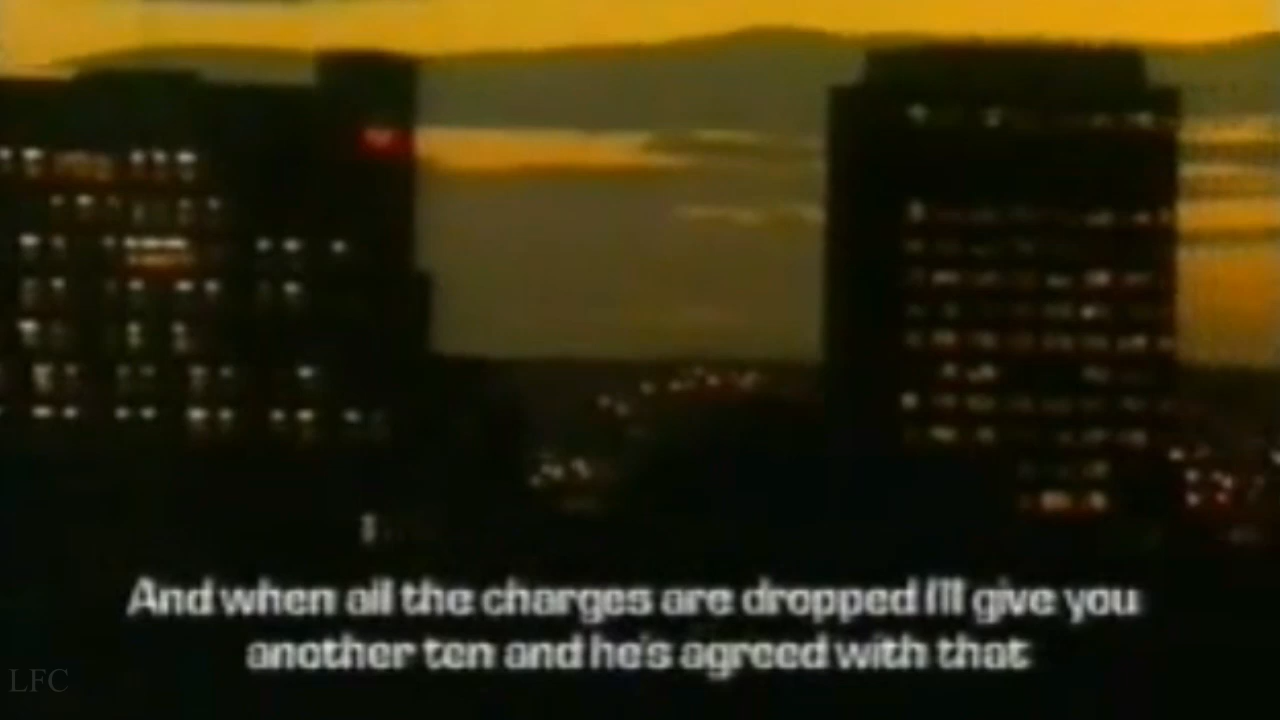 And when all the charges are dropped I'll give you
another ten and he's agreed with that
LFC